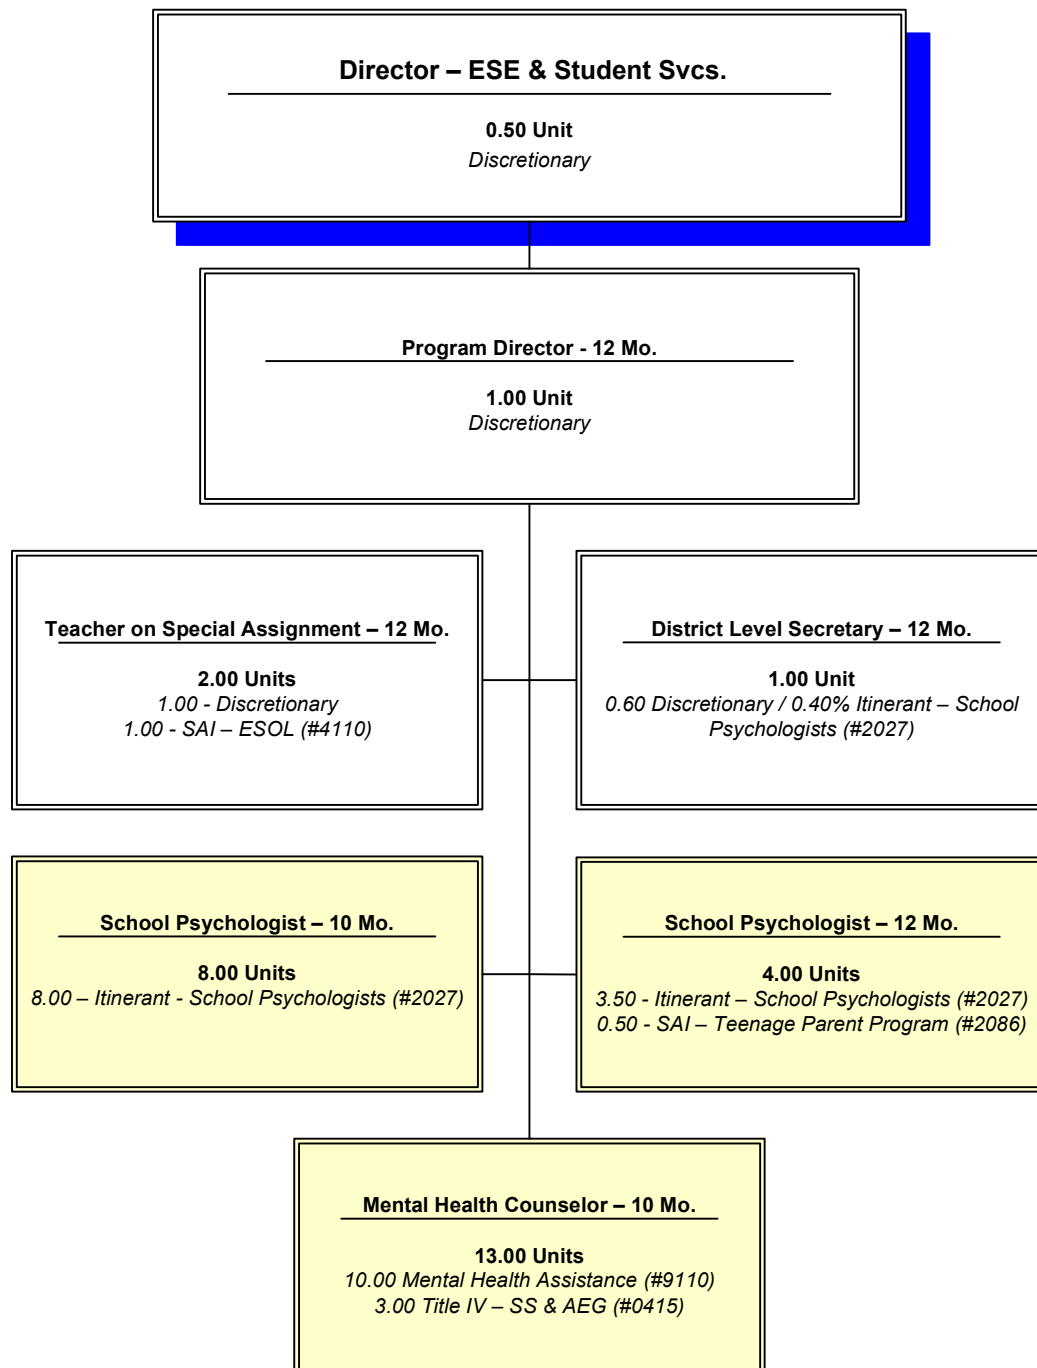 Director – ESE & Student Svcs.
0.50 Unit
Discretionary
Program Director - 12 Mo.
1.00 Unit
Discretionary
Teacher on Special Assignment – 12 Mo.
2.00 Units
1.00 - Discretionary
1.00 - SAI – ESOL (#4110)
District Level Secretary – 12 Mo.
1.00 Unit
0.60 Discretionary / 0.40% Itinerant – School
Psychologists (#2027)
School Psychologist – 10 Mo.
8.00 Units
8.00 – Itinerant - School Psychologists (#2027)
School Psychologist – 12 Mo.
4.00 Units
3.50 - Itinerant – School Psychologists (#2027)
0.50 - SAI – Teenage Parent Program (#2086)
Mental Health Counselor – 10 Mo.
13.00 Units
10.00 Mental Health Assistance (#9110)
3.00 Title IV – SS & AEG (#0415)